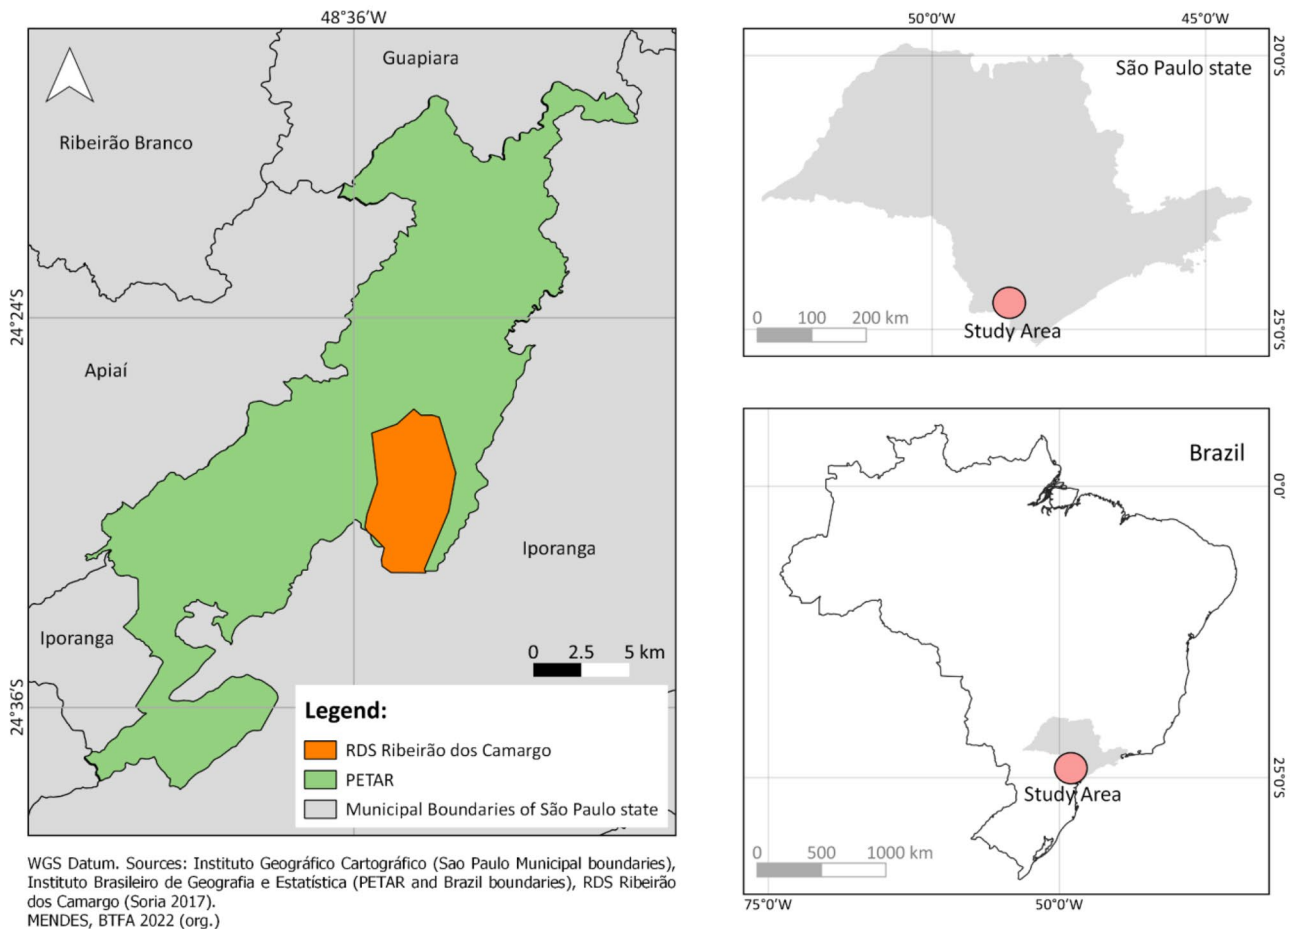 48°36'W
Guapiara
Ribeirão Branco
24°24'S
Apiaí
Iporanga
Iporanga
0 2.5 5 km
24°36'S
Legend:
RDS Ribeirão dos Camargo
PETAR
Municipal Boundaries of São Paulo state
WGS Datum. Sources: Instituto Geográfico Cartográfico (Sao Paulo Municipal boundaries),
Instituto Brasileiro de Geografia e Estatística (PETAR and Brazil boundaries), RDS Ribeirão
dos Camargo (Soria 2017).
MENDES, BTFA 2022 (org.)
50°0'W 45°0'W
20°0'S
São Paulo state
0 100 200 km
Study Area
25°0'S
Brazil
0°0'
Study Area
25°0'S
0 500 1000 km
75°0'W 50°0'W